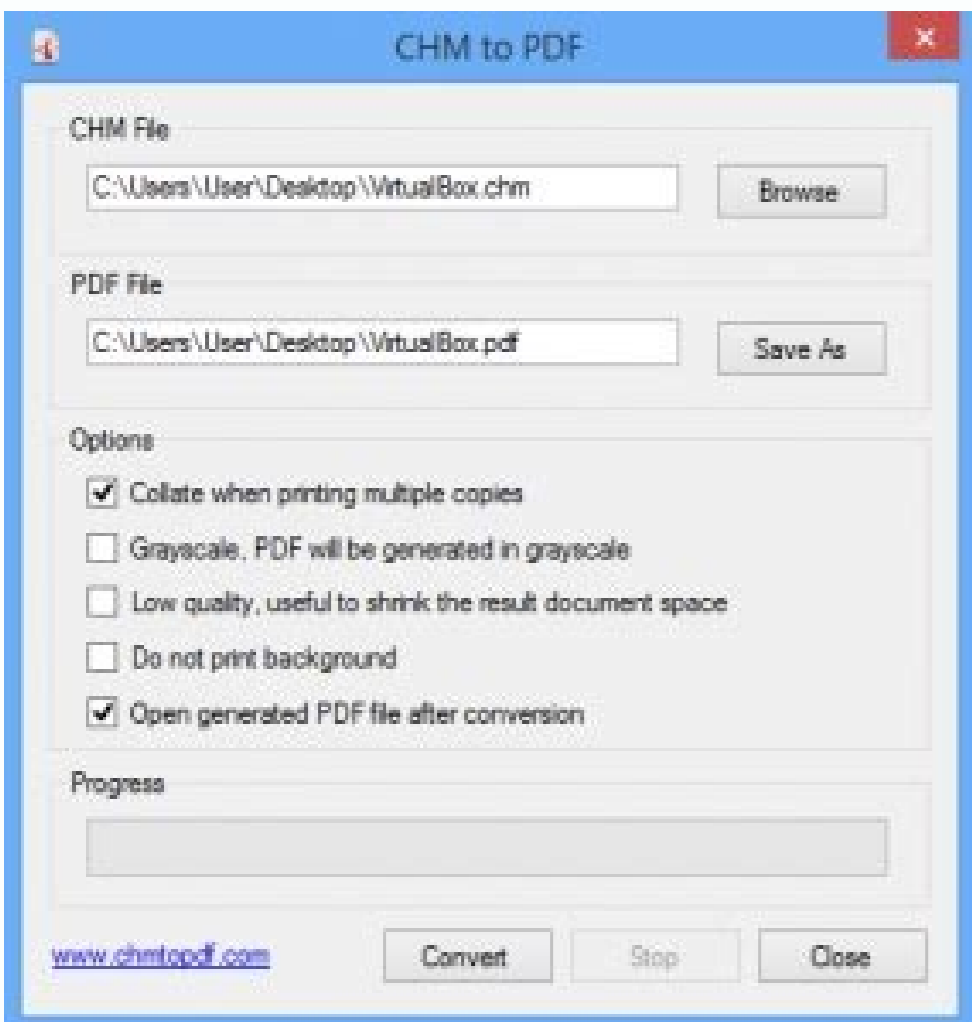 CHM to PDF
CHM File
C:\Users\User\Desktop\VirtualBox.chm
Browse
PDF File
C:\Users\User\Desktop\VirtualBox.pdf
Save As
Options
Collate when printing multiple copies
Grayscale, PDF will be generated in grayscale
Low quality, useful to shrink the result document space
Do not print background
Open generated PDF file after conversion
Progress
www.chmtopdf.com
Convert
Stop
Close